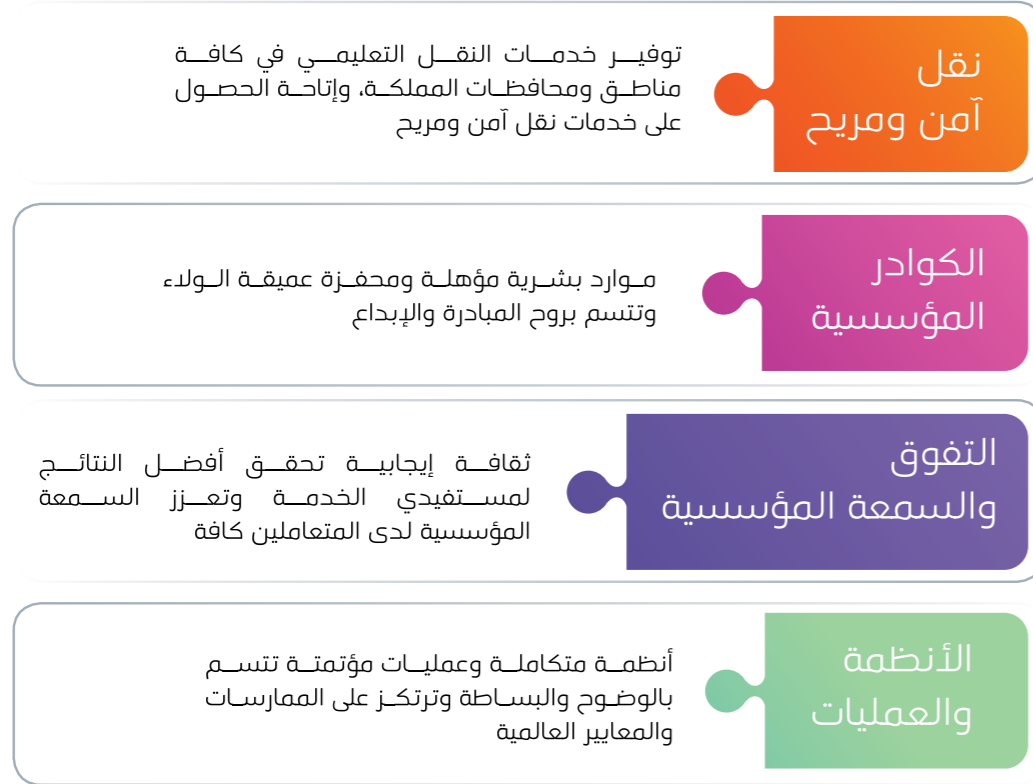 نقل
آمن ومريح
توفير خدمات النقل التعليمي في كافة
مناطق ومحافظات المملكة، وإتاحة الحصول
على خدمات نقل آمن ومريح
الكوادر
المؤسسية
موارد بشرية مؤهلة ومحفزة عميقة الولاء
وتتسم بروح المبادرة والإبداع
التفوق
والسمعة المؤسسية
ثقافة إيجابية تحقق أفضل النتائج
لمستفيدي الخدمة وتعزز السمعة
المؤسسية لدى المتعاملين كافة
الأنظمة
والعمليات
أنظمة متكاملة وعمليات مؤتمتة تتسم
بالوضوح والبساطة وترتكز على الممارسات
والمعايير العالمية